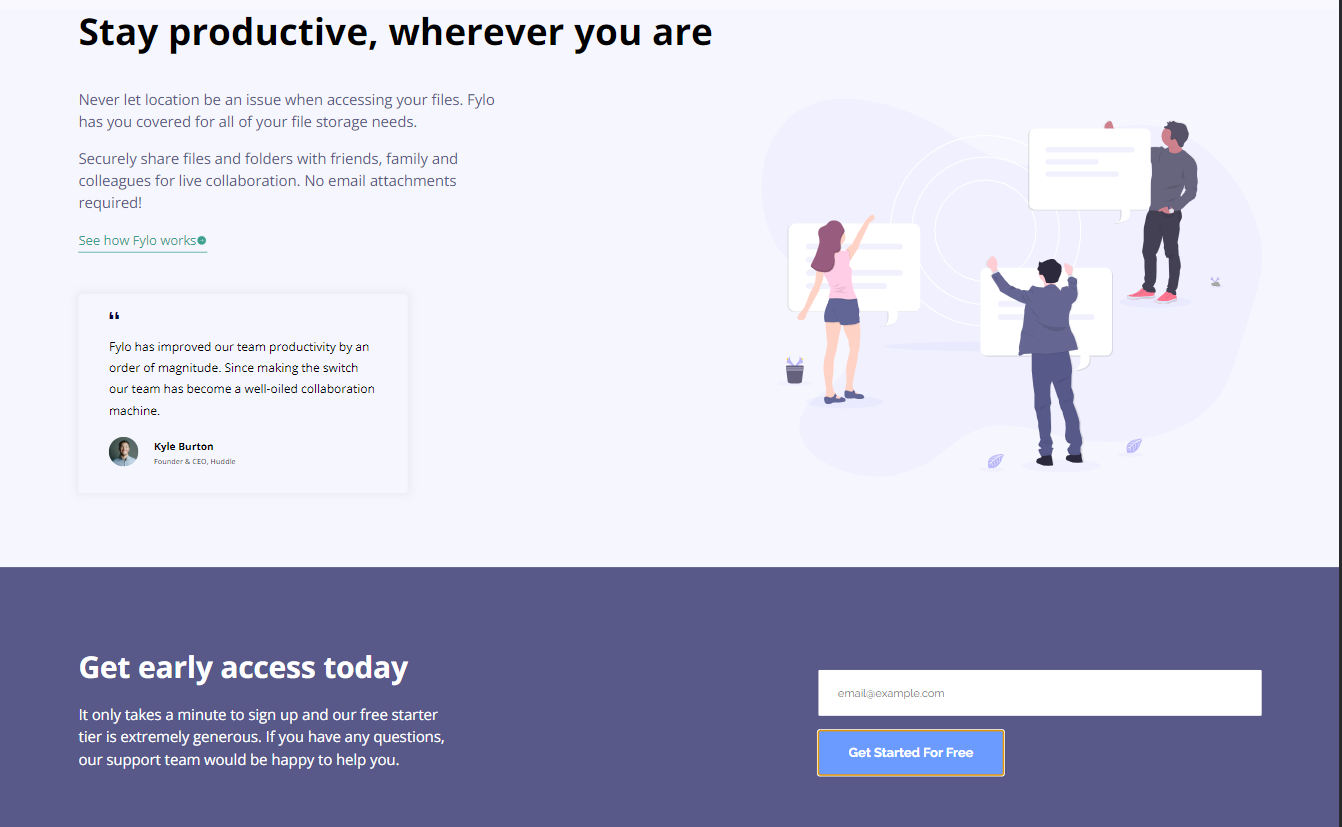 Stay productive, wherever you are
Never let location be an issue when accessing your files. Fylo
has you covered for all of your file storage needs.
Securely share files and folders with friends, family and
colleagues for live collaboration. No email attachments
required!
See how Fylo works
“
Fylo has improved our team productivity by an
order of magnitude. Since making the switch
our team has become a well-oiled collaboration
machine.
Kyle Burton
Founder & CEO, Huddle
Get early access today
It only takes a minute to sign up and our free starter
tier is extremely generous. If you have any questions,
our support team would be happy to help you.
email@example.com
Get Started For Free